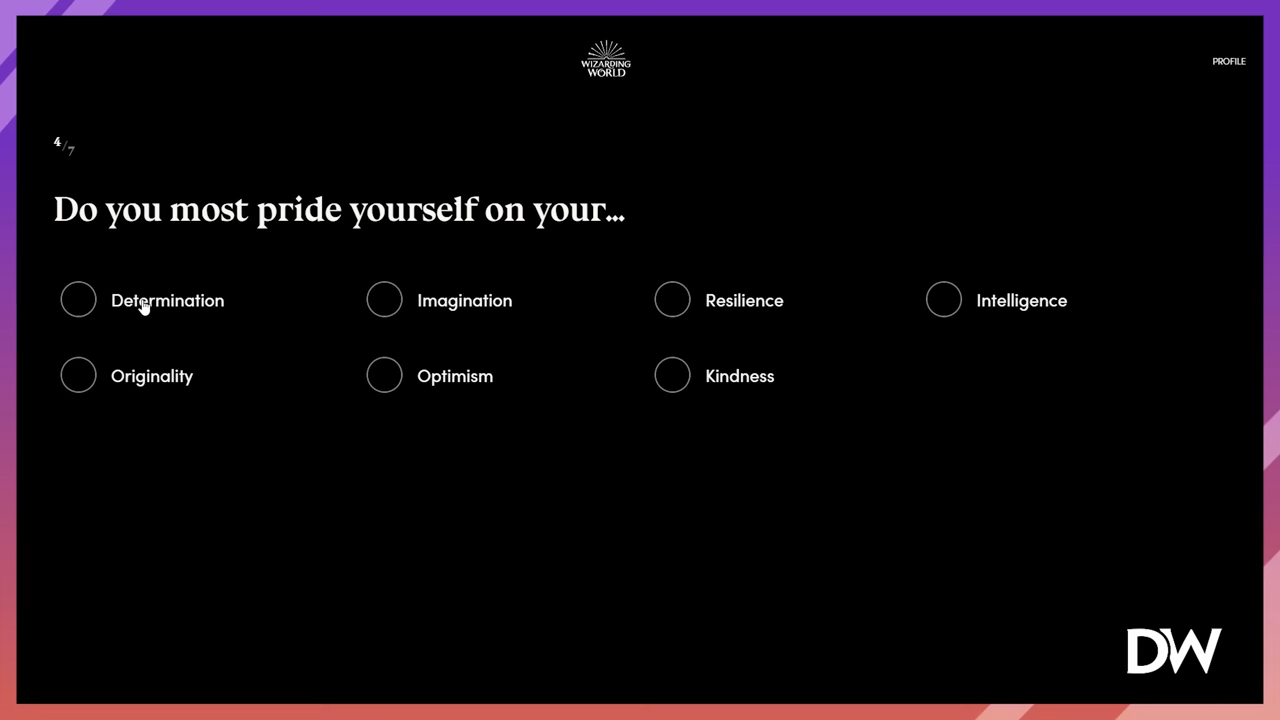 WIZARDING
WORLD
PROFILE
4/7
Do you most pride yourself on your...
Determination
Imagination
Resilience
Intelligence
Originality
Optimism
Kindness
DW